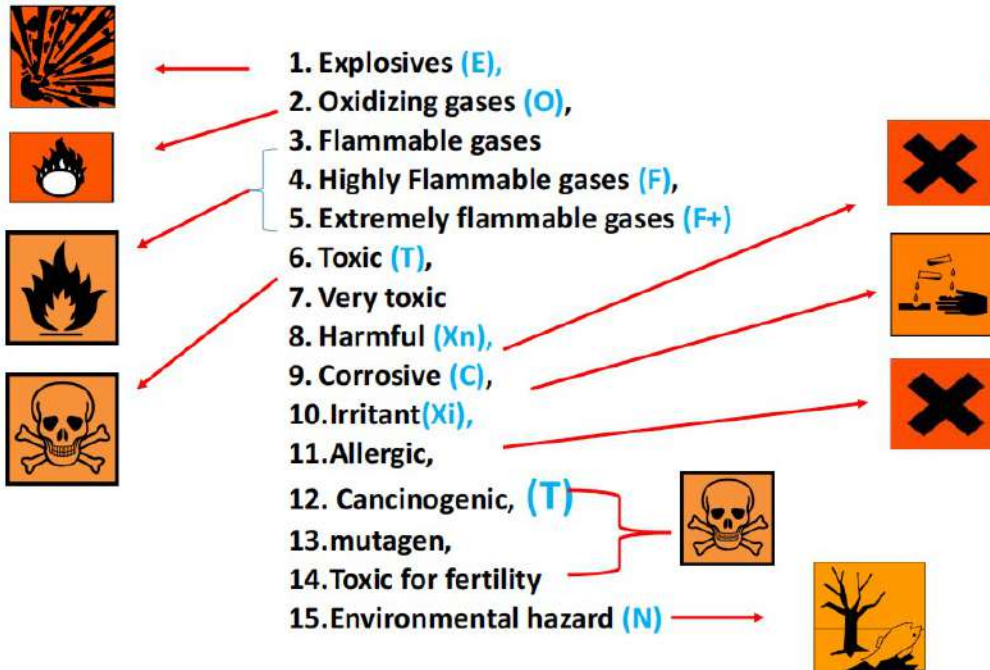 1. Explosives (E),
2. Oxidizing gases (O),
3. Flammable gases
4. Highly Flammable gases (F),
5. Extremely flammable gases (F+)
6. Toxic (T),
7. Very toxic
8. Harmful (Xn),
9. Corrosive (C),
10.Irritant(Xi),
11.Allergic,
12. Cancinogenic, (T)
13.mutagen,
14.Toxic for fertility
15.Environmental hazard (N)